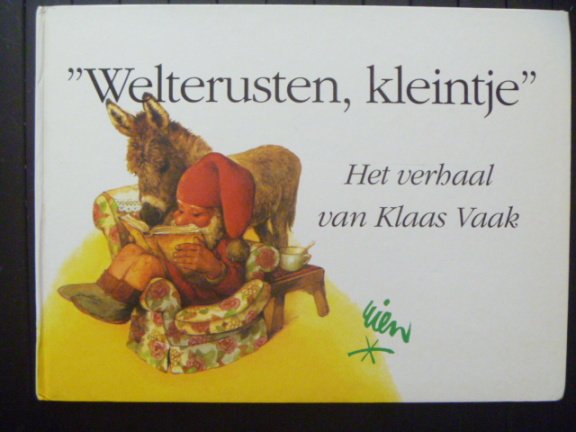 "Welterusten, kleintje"
Het verhaal
van Klaas Vaak
Rien